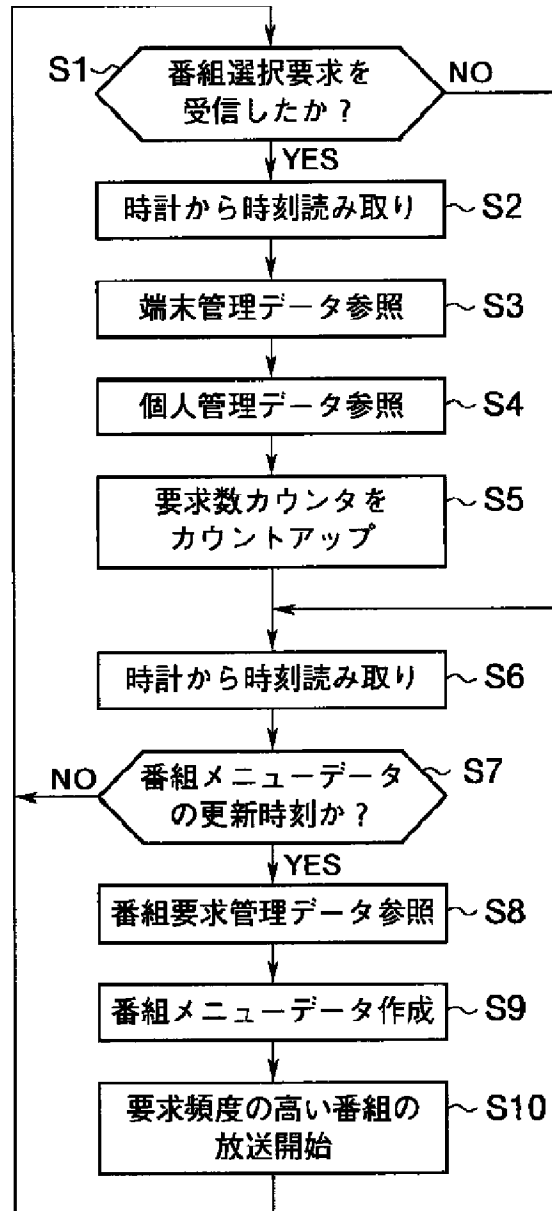 S1
番組選択要求を
受信したか？
NO
YES
時計から時刻読み取り
S2
端末管理データ参照
S3
個人管理データ参照
S4
要求数カウンタを
カウントアップ
S5
時計から時刻読み取り
S6
番組メニューデータ
の更新時刻か？
S7
NO
YES
番組要求管理データ参照
S8
番組メニューデータ作成
S9
要求頻度の高い番組の
放送開始
S10